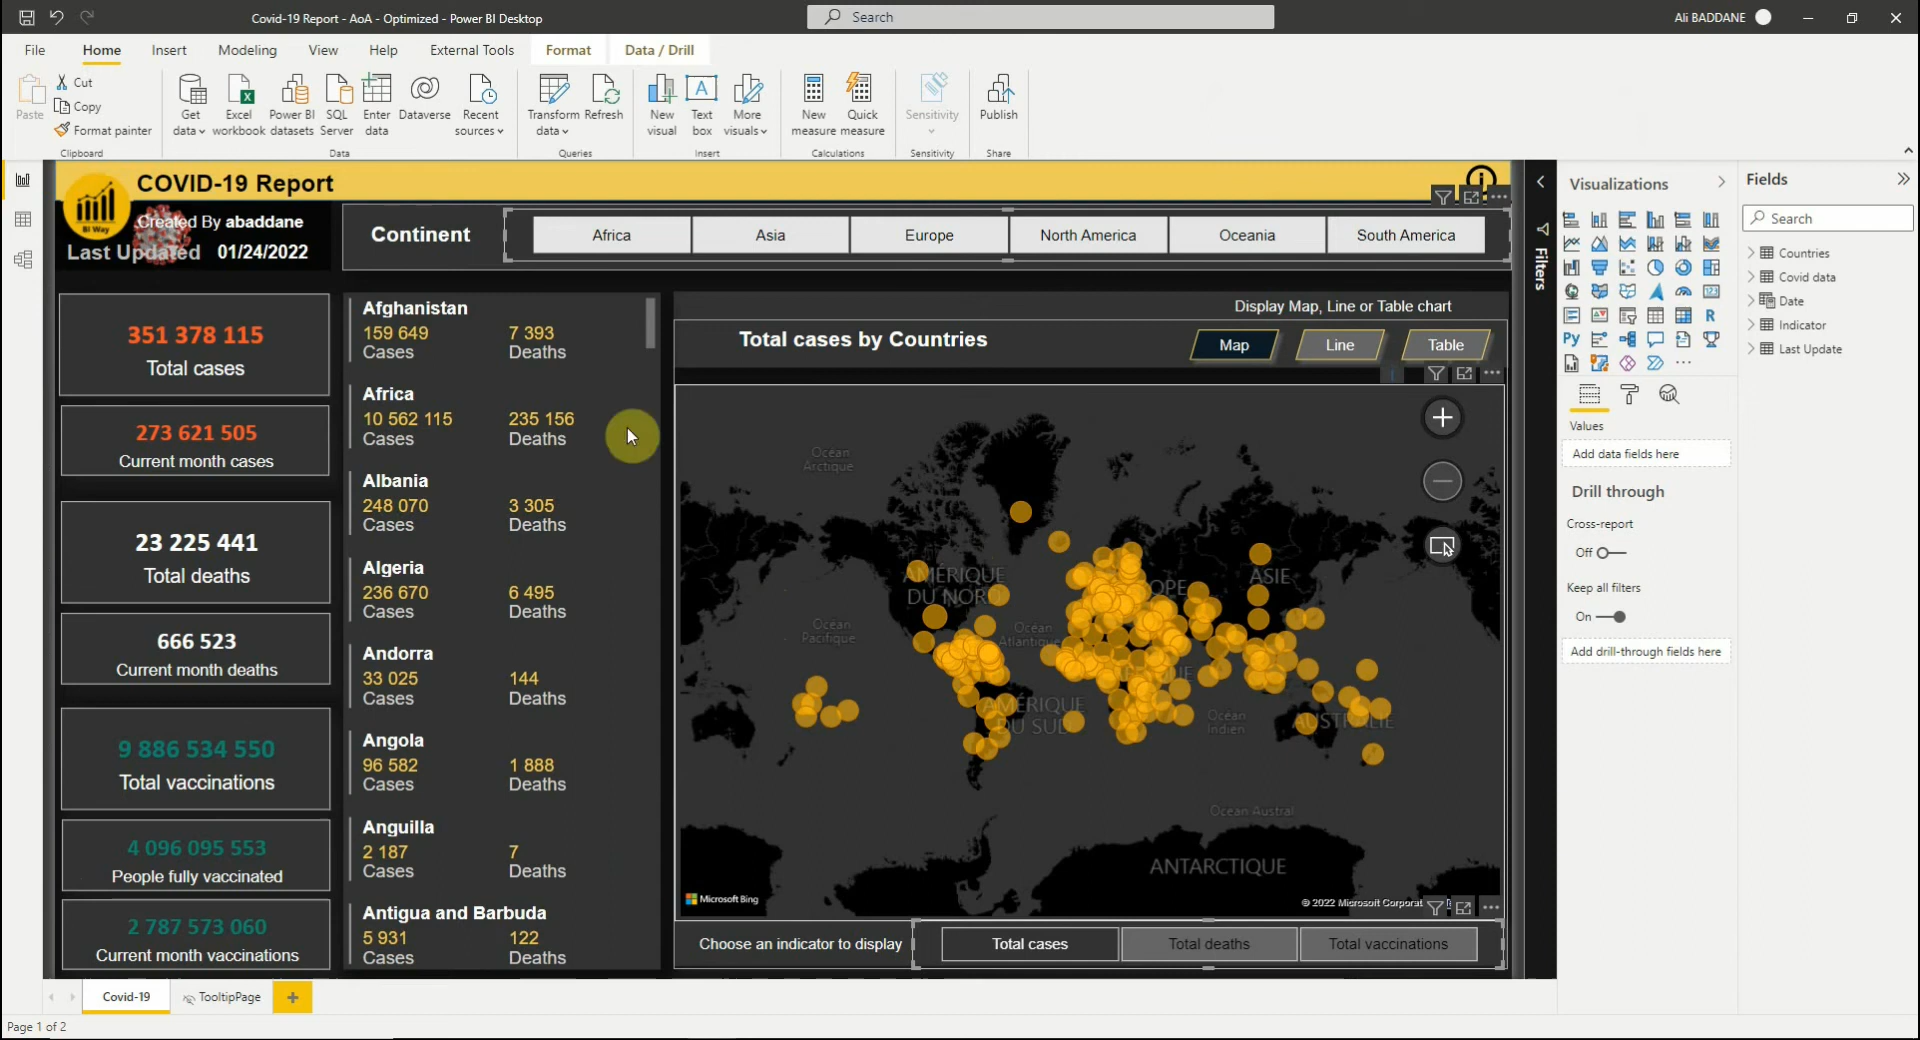 Covid-19 Report - AoA - Optimized - Power BI Desktop
Search
Ali BADDANE
File
Home
Insert
Modeling
View
Help
External Tools
Format
Data / Drill
Paste
Cut
Copy
Format painter
Clipboard
Get data
Excel workbook
Power BI datasets
SQL Server
Enter data
Dataverse
Recent sources
Data
Transform data
Refresh
Queries
New visual
Text box
More visuals
Insert
New measure
Quick measure
Calculations
Sensitivity
Sensitivity
Publish
Share
COVID-19 Report
BI Way
Created By abaddane
Last Updated 01/24/2022
Continent
Africa
Asia
Europe
North America
Oceania
South America
351 378 115
Total cases
273 621 505
Current month cases
23 225 441
Total deaths
666 523
Current month deaths
9 886 534 550
Total vaccinations
4 096 095 553
People fully vaccinated
2 787 573 060
Current month vaccinations
Afghanistan
159 649 7 393
Cases Deaths
Africa
10 562 115 235 156
Cases Deaths
Albania
248 070 3 305
Cases Deaths
Algeria
236 670 6 495
Cases Deaths
Andorra
33 025 144
Cases Deaths
Angola
96 582 1 888
Cases Deaths
Anguilla
2 187 7
Cases Deaths
Antigua and Barbuda
5 931 122
Cases Deaths
Display Map, Line or Table chart
Total cases by Countries
Map
Line
Table
Océan
Arctique
AMÉRIQUE
DU NORD
OPE
ASIE
Océan
Pacifique
Océan
Atlantique
AMÉRIQUE
DU SUD
Océan
Indien
AUSTRALIE
Océan Austral
ANTARCTIQUE
Microsoft Bing
© 2022 Microsoft Corporat
Choose an indicator to display
Total cases
Total deaths
Total vaccinations
Filters
Visualizations
R
Py
Values
Add data fields here
Drill through
Cross-report
Off
Keep all filters
On
Add drill-through fields here
Fields
Search
Countries
Covid data
Date
Indicator
Last Update
Covid-19
TooltipPage
+
Page 1 of 2